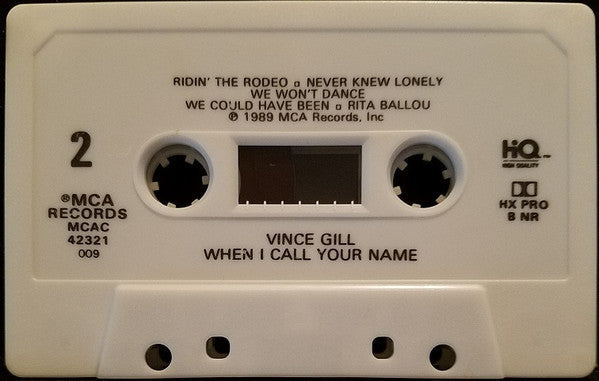 RIDIN' THE RODEO ▫ NEVER KNEW LONELY
WE WON'T DANCE
WE COULD HAVE BEEN ▫ RITA BALLOU
℗ 1989 MCA Records, Inc
2
®MCA
RECORDS
MCAC
42321
009
HiQ
HIGH QUALITY
HX PRO
B NR
VINCE GILL
WHEN I CALL YOUR NAME